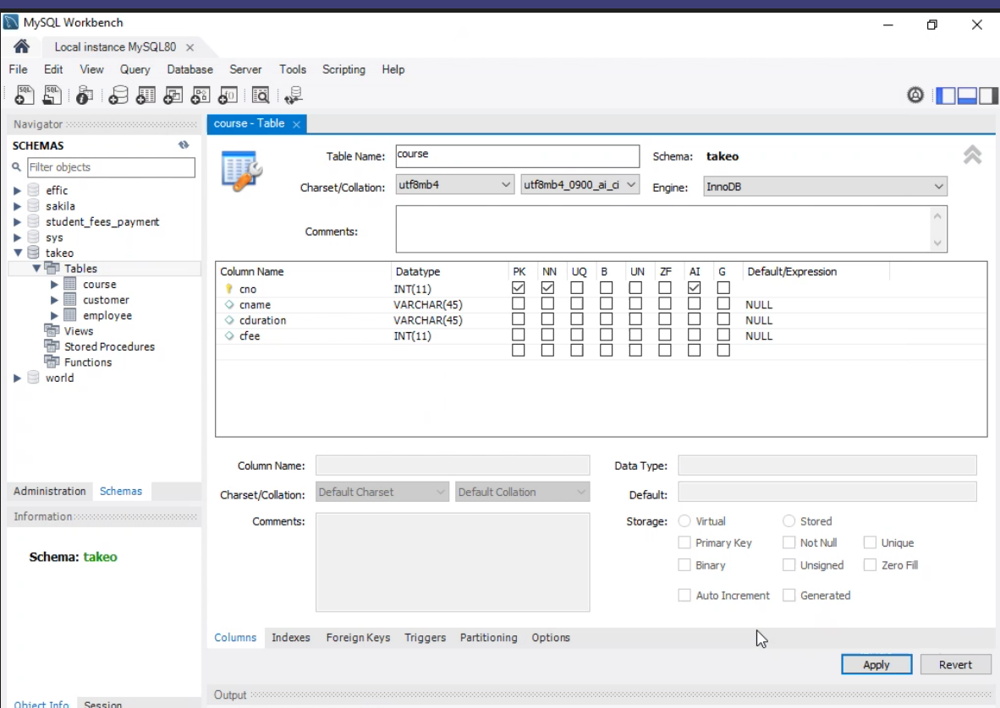 MySQL Workbench
Local instance MySQL80
File Edit View Query Database Server Tools Scripting Help
SQL SQL
Navigator
SCHEMAS
Filter objects
effic
sakila
student_fees_payment
sys
takeo
Tables
course
customer
employee
Views
Stored Procedures
Functions
world
Administration Schemas
Information
Schema: takeo
Object Info Session
course - Table
Table Name: course Schema: takeo
Charset/Collation: utf8mb4 utf8mb4_0900_ai_ci Engine: InnoDB
Comments:
Column Name Datatype PK NN UQ B UN ZF AI G Default/Expression
cno INT(11)
cname VARCHAR(45) NULL
cduration VARCHAR(45) NULL
cfee INT(11) NULL
Column Name: Data Type:
Charset/Collation: Default Charset Default Collation Default:
Comments: Storage: Virtual Stored
Primary Key Not Null Unique
Binary Unsigned Zero Fill
Auto Increment Generated
Columns Indexes Foreign Keys Triggers Partitioning Options
Apply Revert
Output